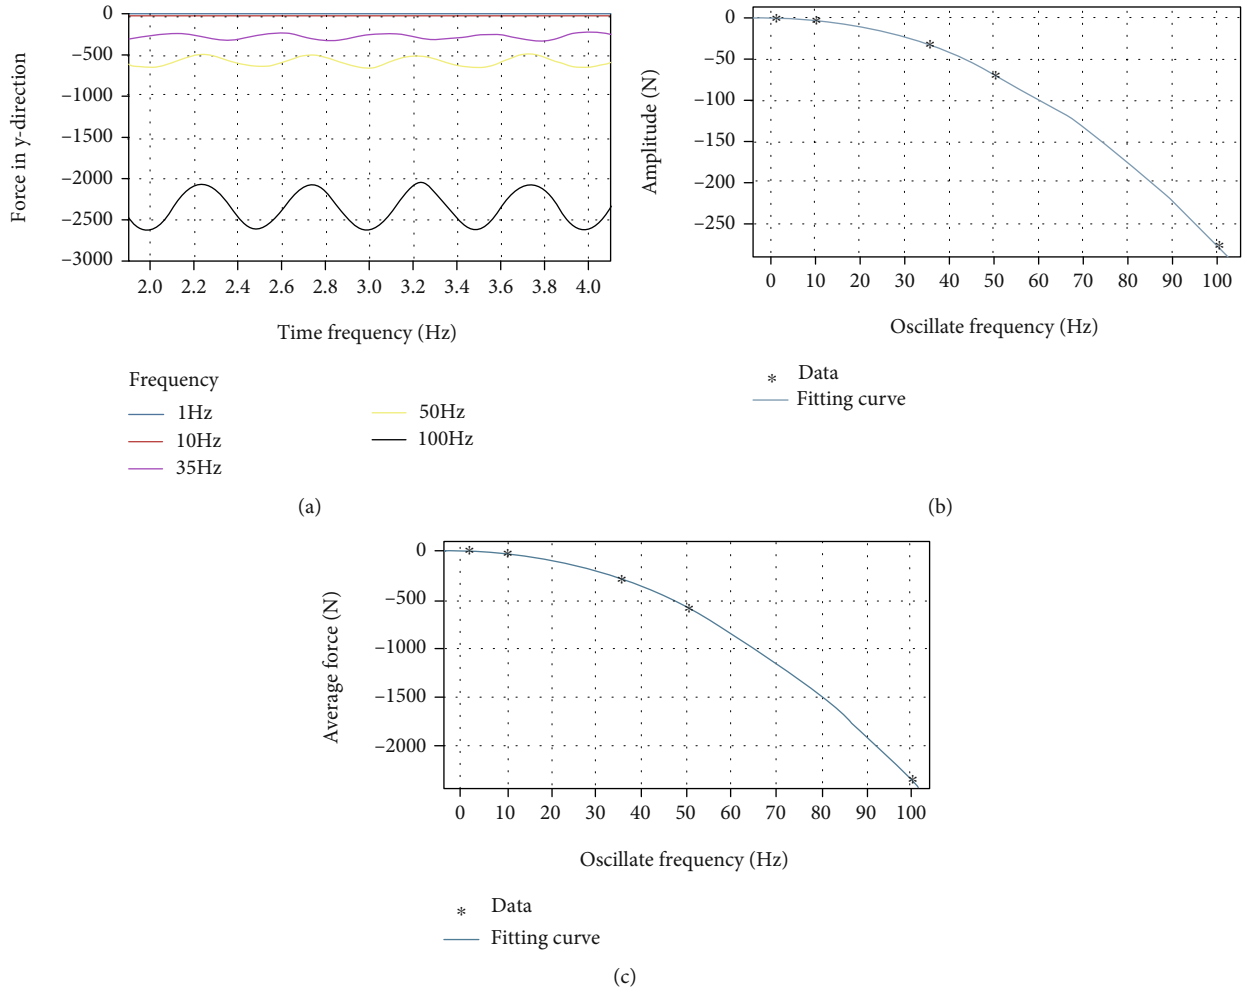 0
−500
−1000
−1500
−2000
−2500
−3000
Force in y-direction
2.0 2.2 2.4 2.6 2.8 3.0 3.2 3.4 3.6 3.8 4.0
Time frequency (Hz)
Frequency
1Hz
10Hz
35Hz
50Hz
100Hz
(a)
0
−50
−100
−150
−200
−250
Amplitude (N)
0 10 20 30 40 50 60 70 80 90 100
Oscillate frequency (Hz)
* Data
Fitting curve
(b)
0
−500
−1000
−1500
−2000
Average force (N)
0 10 20 30 40 50 60 70 80 90 100
Oscillate frequency (Hz)
* Data
Fitting curve
(c)